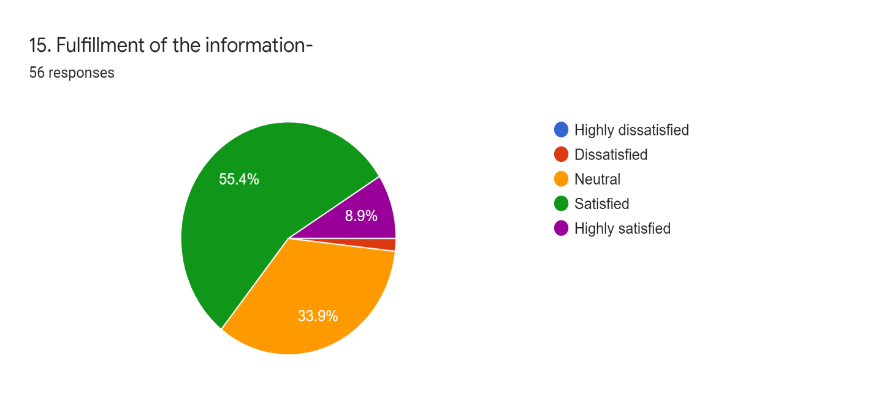 15. Fulfillment of the information-
56 responses
Highly dissatisfied
Dissatisfied
Neutral
Satisfied
Highly satisfied
55.4%
8.9%
33.9%